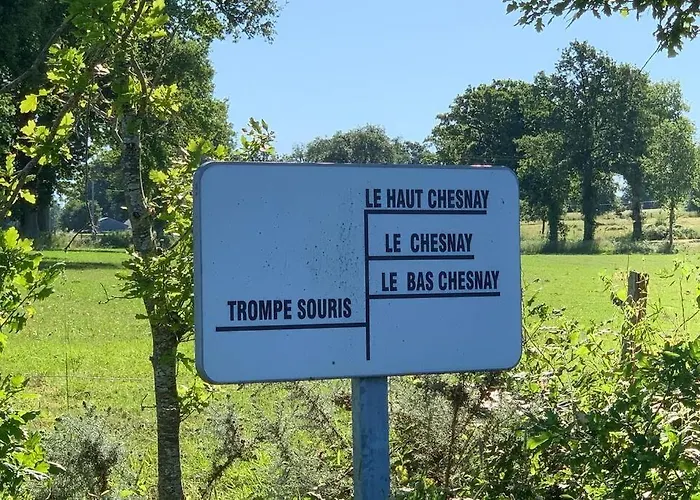 LE HAUT CHESNAY
LE CHESNAY
LE BAS CHESNAY
TROMPE SOURIS